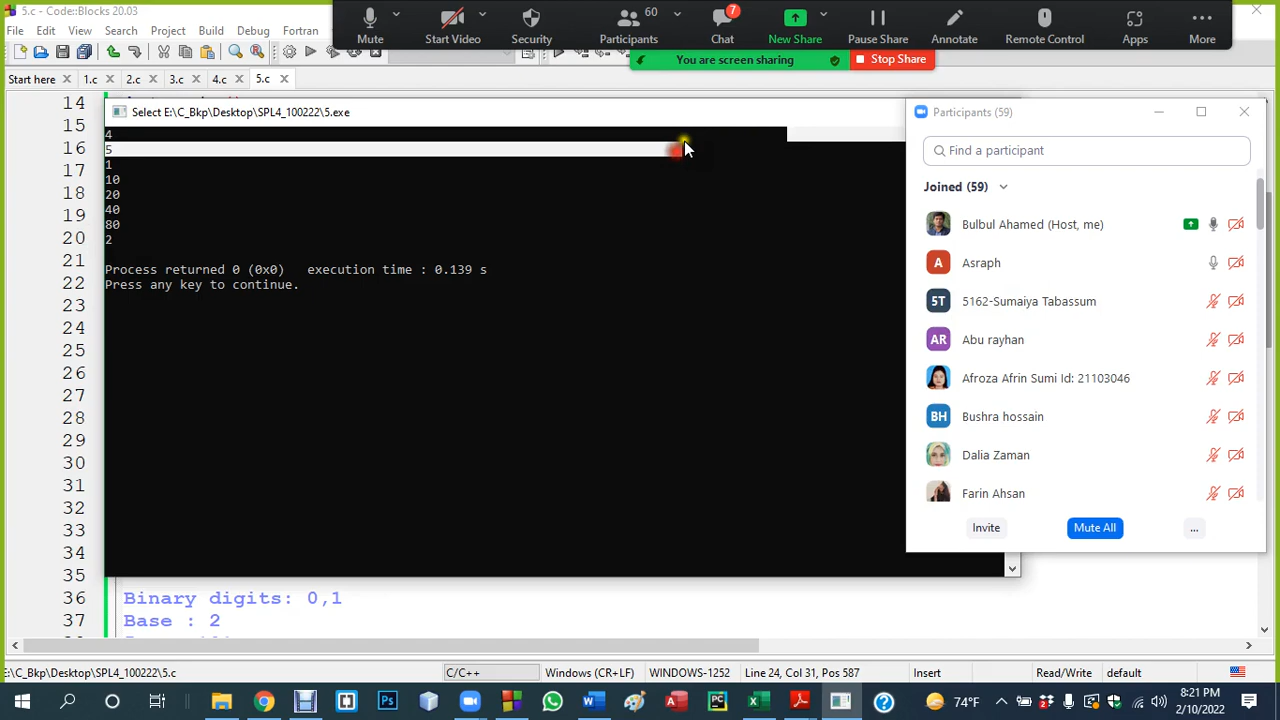 5.c - Code::Blocks 20.03
File Edit View Search Project Build Debug Fortran
Mute
Start Video
Security
60
Participants
7
Chat
New Share
Pause Share
Annotate
Remote Control
Apps
More
You are screen sharing
Stop Share
Start here 1.c 2.c 3.c 4.c 5.c
14
15
16
17
18
19
20
21
22
23
24
25
26
27
28
29
30
31
32
33
34
35
36 Binary digits: 0,1
37 Base : 2
Select E:\C_Bkp\Desktop\SPL4_100222\5.exe
4
5
1
10
20
40
80
2
Process returned 0 (0x0) execution time : 0.139 s
Press any key to continue.
Participants (59)
Find a participant
Joined (59)
Bulbul Ahamed (Host, me)
A Asraph
5T 5162-Sumaiya Tabassum
AR Abu rayhan
Afroza Afrin Sumi Id: 21103046
BH Bushra hossain
Dalia Zaman
Farin Ahsan
Invite
Mute All
...
E:\C_Bkp\Desktop\SPL4_100222\5.c
C/C++
Windows (CR+LF)
WINDOWS-1252
Line 24, Col 31, Pos 587
Insert
Read/Write
default
74°F
8:21 PM
2/10/2022